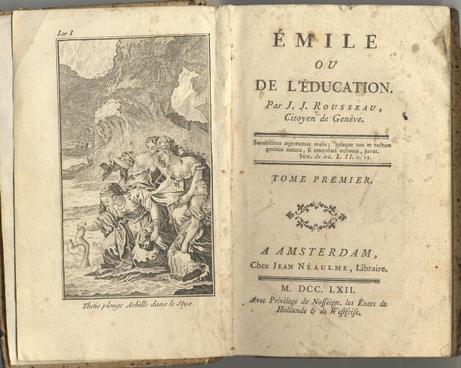 Liv I
Thetis plonge Achille dans le Styx.
ÉMILE
OU
DE L'ÉDUCATION.
Par J. J. ROUSSEAU,
Citoyen de Genève.
Sanabilibus ægrotamus malis; ipsaque nos in rectum
genitos natura, si emendari velimus, juvat.
SEN. de irâ. L. II. c. 13.
TOME PREMIER.
A AMSTERDAM,
Chez JEAN NÉAULME, Libraire.
M. DCC. LXII.
Avec Privilege de Nosseign. les États de
Hollande & de Westfrise.